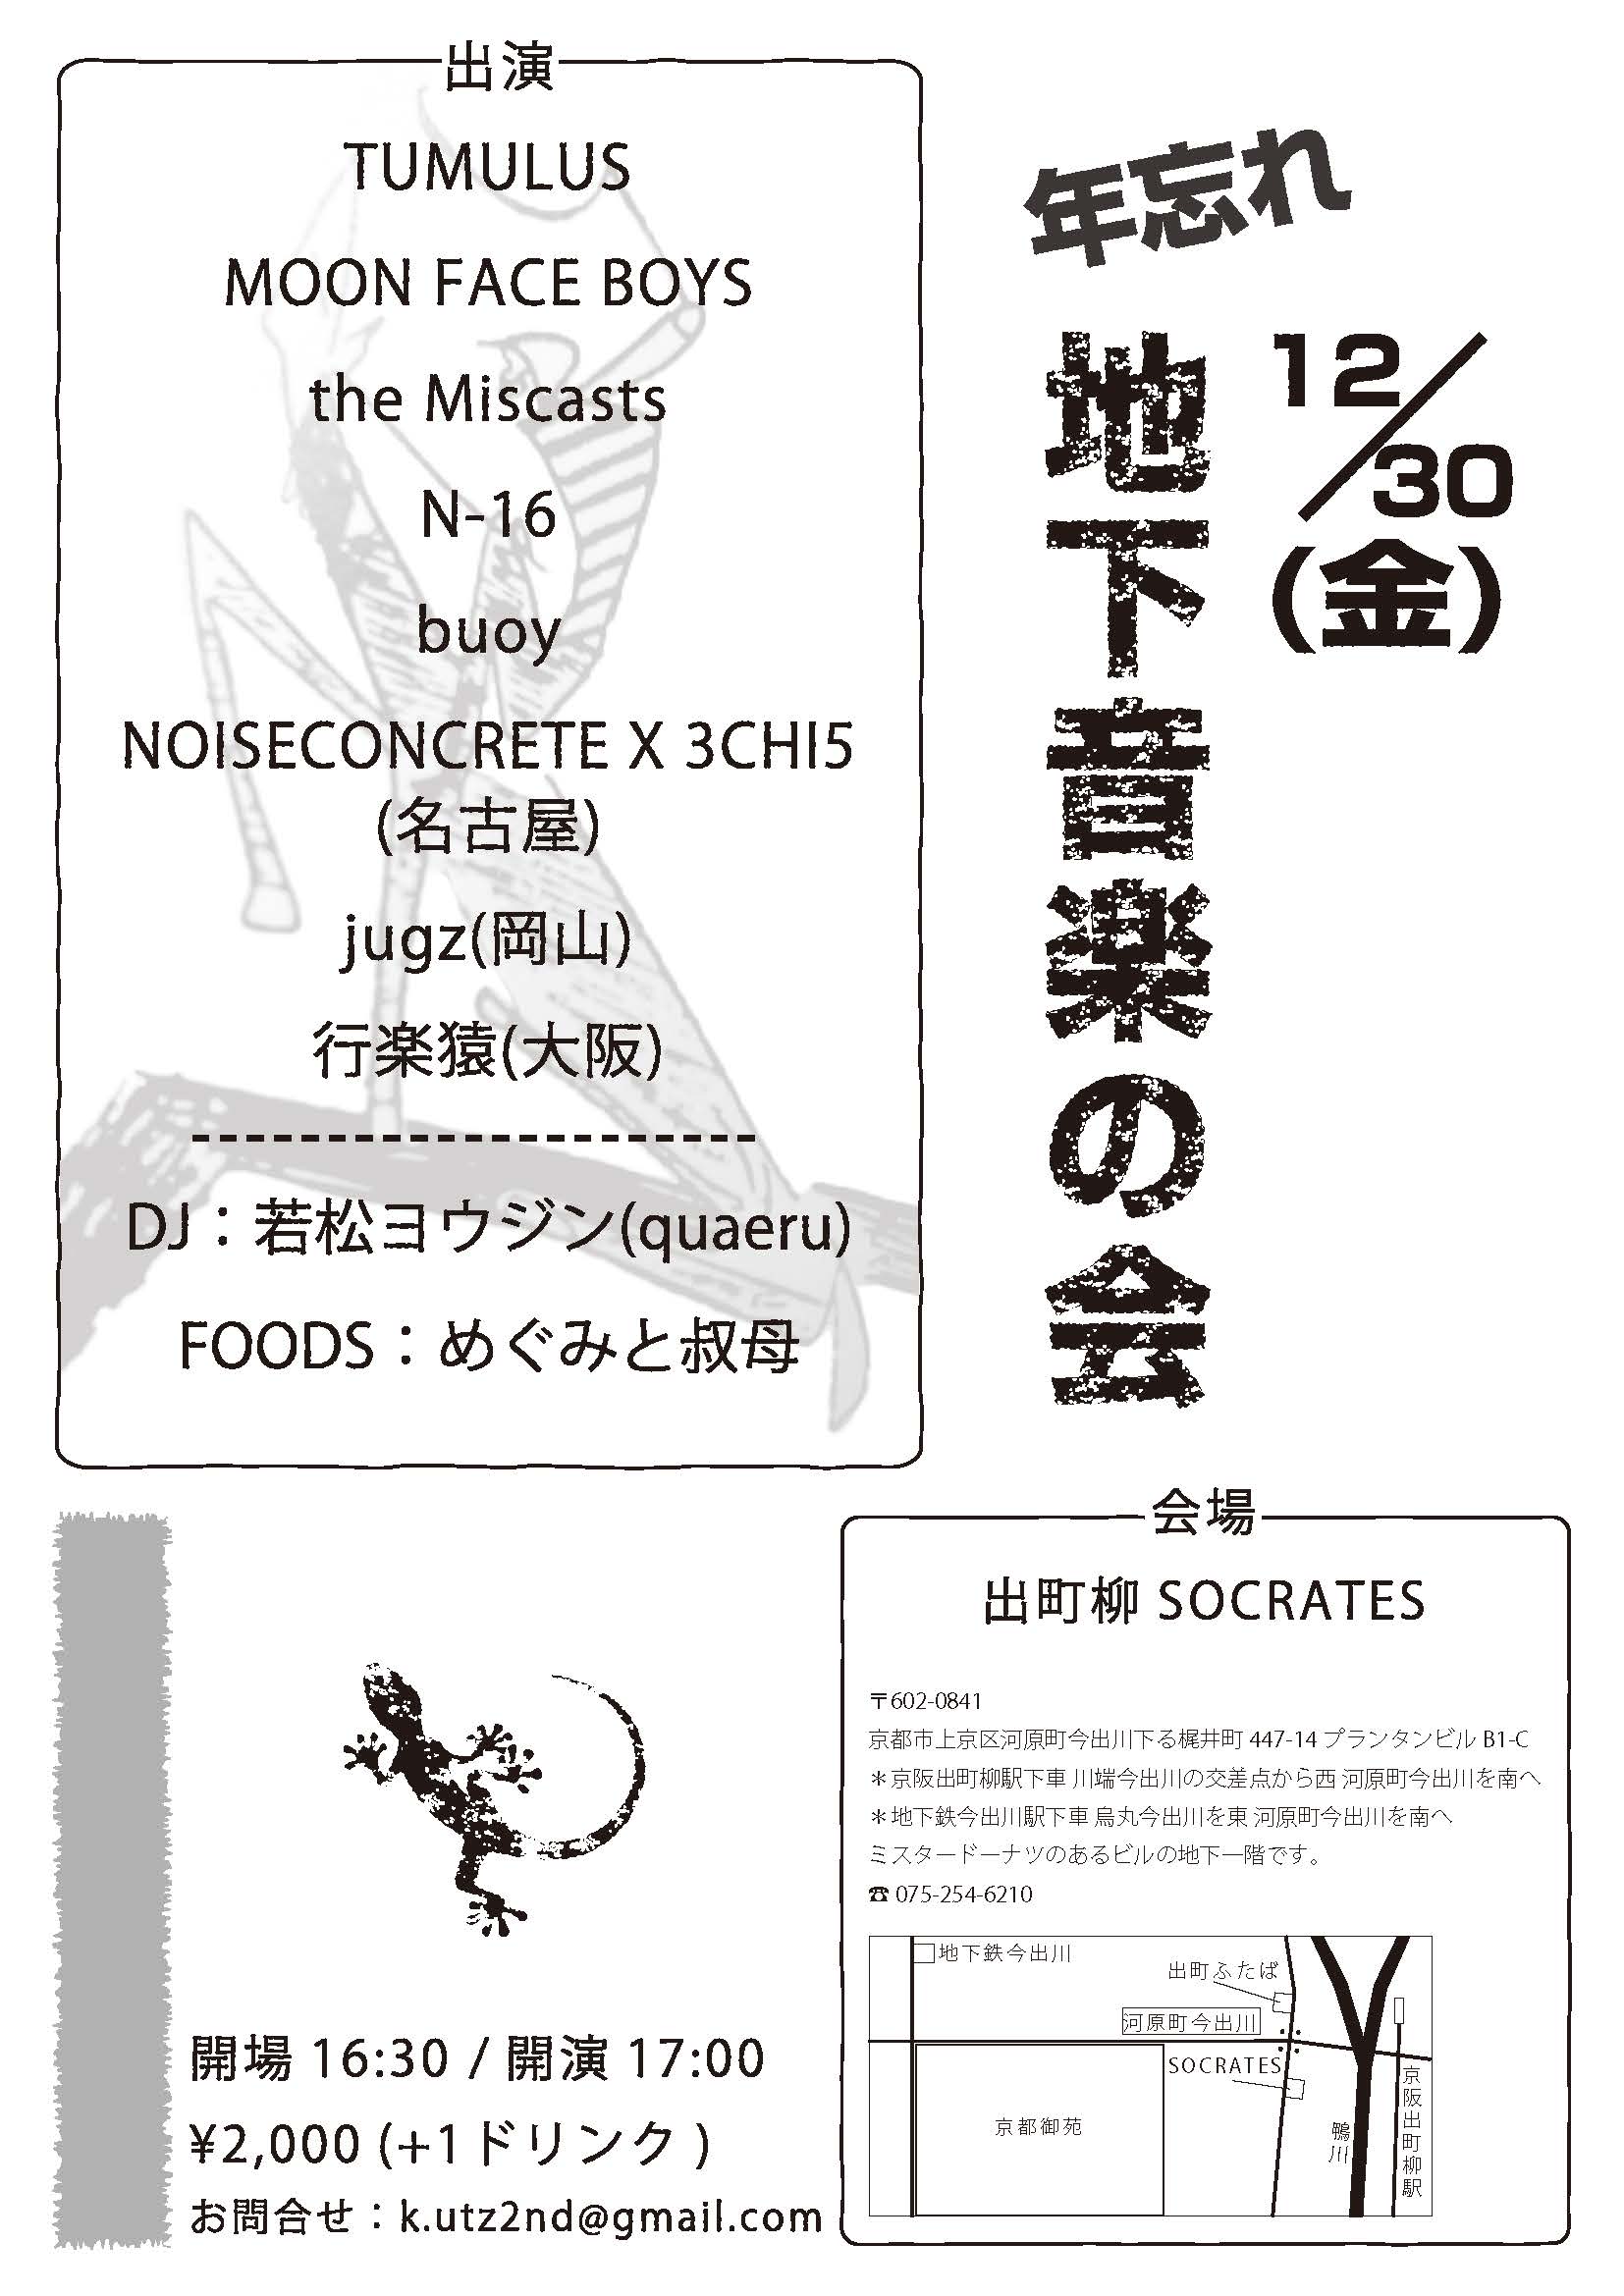 年忘れ
地下音楽の会
12/30
(金)
出演
TUMULUS
MOON FACE BOYS
the Miscasts
N-16
buoy
NOISECONCRETE X 3CHI5
(名古屋)
jugz(岡山)
行楽猿(大阪)
DJ：若松ヨウジン(quaeru)
FOODS：めぐみと叔母
開場 16:30 / 開演 17:00
¥2,000 (+1ドリンク )
お問合せ：k.utz2nd@gmail.com
会場
出町柳 SOCRATES
〒602-0841
京都市上京区河原町今出川下る梶井町 447-14 プランタンビル B1-C
＊京阪出町柳駅下車 川端今出川の交差点から西 河原町今出川を南へ
＊地下鉄今出川駅下車 烏丸今出川を東 河原町今出川を南へ
ミスタードーナツのあるビルの地下一階です。
☎ 075-254-6210
地下鉄今出川
出町ふたば
河原町今出川
SOCRATES
京都御苑
鴨川
京阪出町柳駅